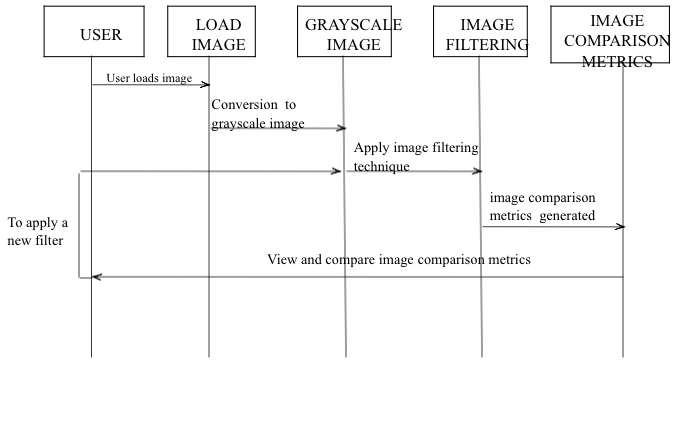 USER
LOAD
IMAGE
GRAYSCALE
IMAGE
IMAGE
FILTERING
IMAGE
COMPARISON
METRICS
User loads image
Conversion to
grayscale image
Apply image filtering
technique
image comparison
metrics generated
To apply a
new filter
View and compare image comparison metrics